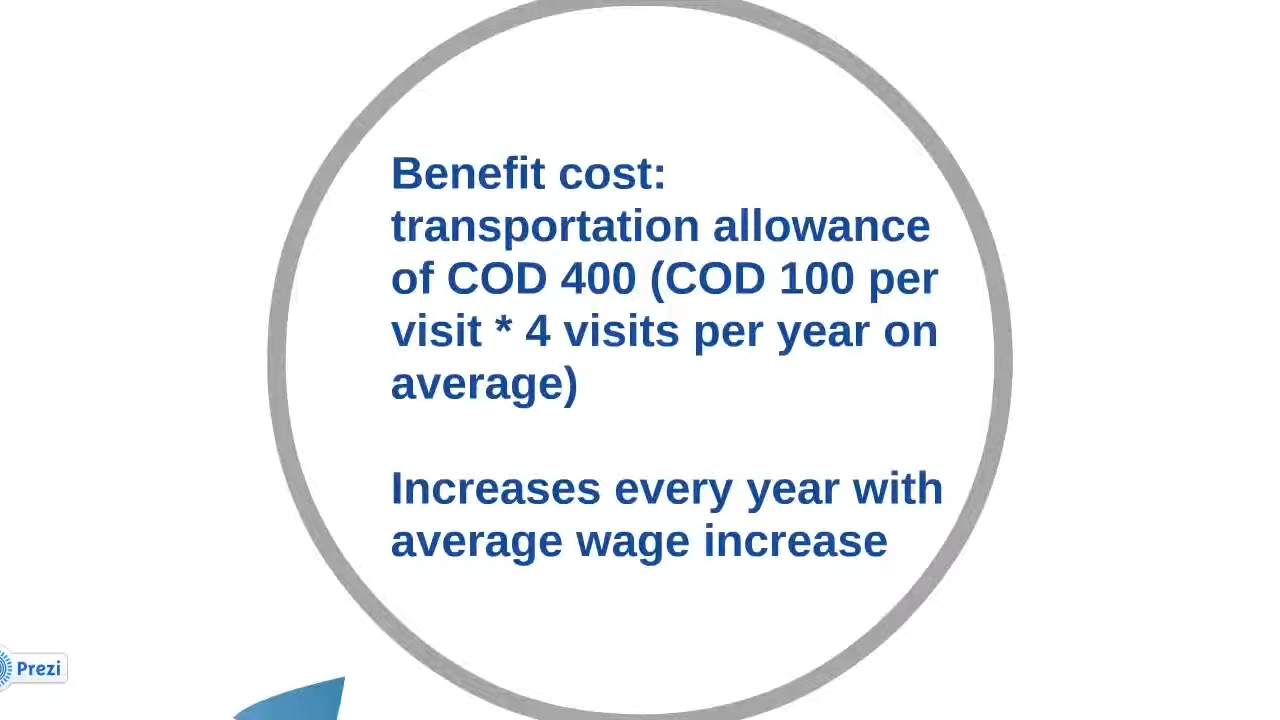 Benefit cost:
transportation allowance
of COD 400 (COD 100 per
visit * 4 visits per year on
average)
Increases every year with
average wage increase
Prezi